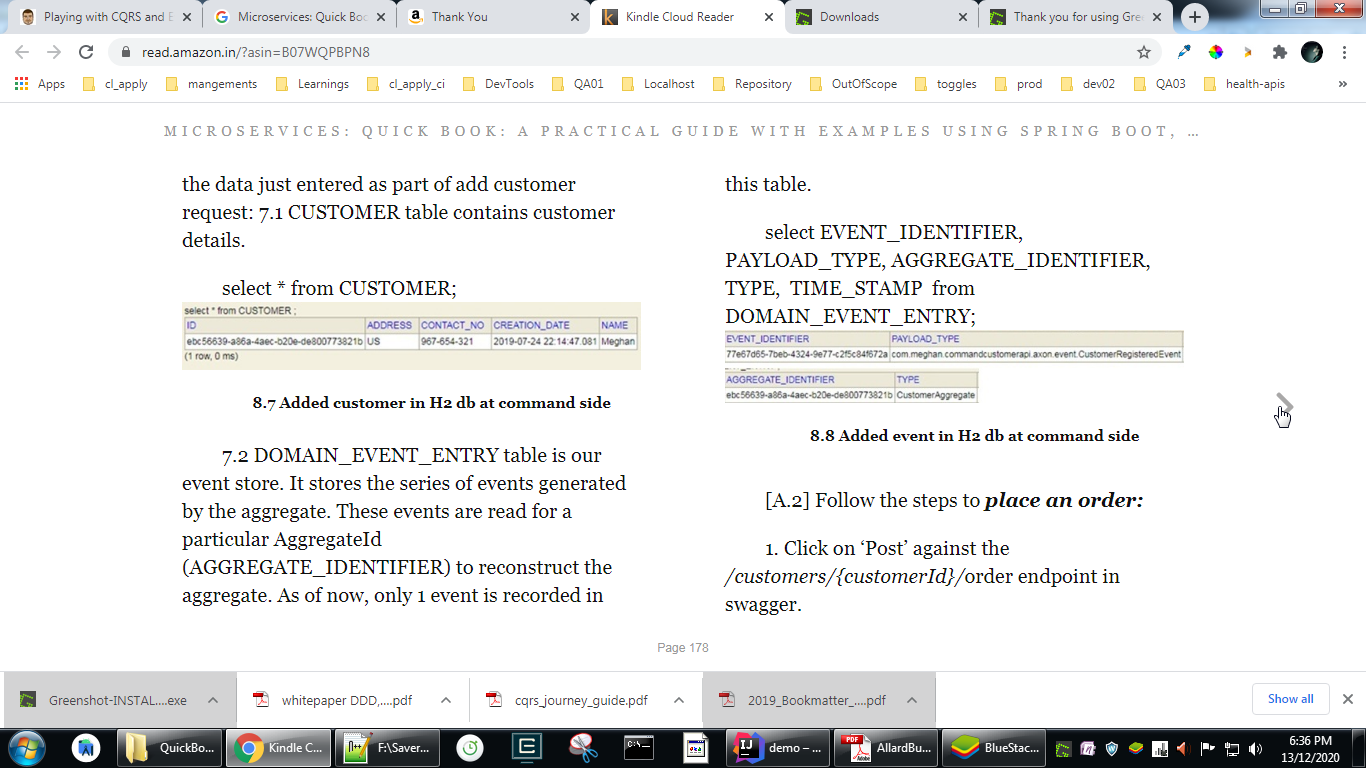 Playing with CQRS and E
Microservices: Quick Boo
Thank You
Kindle Cloud Reader
Downloads
Thank you for using Gre
read.amazon.in/?asin=B07WQPBPN8
Apps
cl_apply
mangements
Learnings
cl_apply_ci
DevTools
QA01
Localhost
Repository
OutOfScope
toggles
prod
dev02
QA03
health-apis
»
MICROSERVICES: QUICK BOOK: A PRACTICAL GUIDE WITH EXAMPLES USING SPRING BOOT, …
the data just entered as part of add customer
request: 7.1 CUSTOMER table contains customer
details.
select * from CUSTOMER;
select * from CUSTOMER ;
ID ADDRESS CONTACT_NO CREATION_DATE NAME
ebc56639-a86a-4aec-b20e-de800773821b US 967-654-321 2019-07-24 22:14:47.081 Meghan
(1 row, 0 ms)
8.7 Added customer in H2 db at command side
7.2 DOMAIN_EVENT_ENTRY table is our
event store. It stores the series of events generated
by the aggregate. These events are read for a
particular AggregateId
(AGGREGATE_IDENTIFIER) to reconstruct the
aggregate. As of now, only 1 event is recorded in
this table.
select EVENT_IDENTIFIER,
PAYLOAD_TYPE, AGGREGATE_IDENTIFIER,
TYPE, TIME_STAMP from
DOMAIN_EVENT_ENTRY;
EVENT_IDENTIFIER PAYLOAD_TYPE
77e67d65-7beb-4324-9e77-c2f5c84f672a com.meghan.commandcustomerapi.axon.event.CustomerRegisteredEvent
AGGREGATE_IDENTIFIER TYPE
ebc56639-a86a-4aec-b20e-de800773821b CustomerAggregate
8.8 Added event in H2 db at command side
[A.2] Follow the steps to place an order:
1. Click on ‘Post’ against the
/customers/{customerId}/order endpoint in
swagger.
Page 178
Greenshot-INSTAL....exe
whitepaper DDD,....pdf
cqrs_journey_guide.pdf
2019_Bookmatter_....pdf
Show all
QuickBo...
Kindle C...
F:\Saver...
demo – ...
AllardBu...
BlueStac...
6:36 PM
13/12/2020